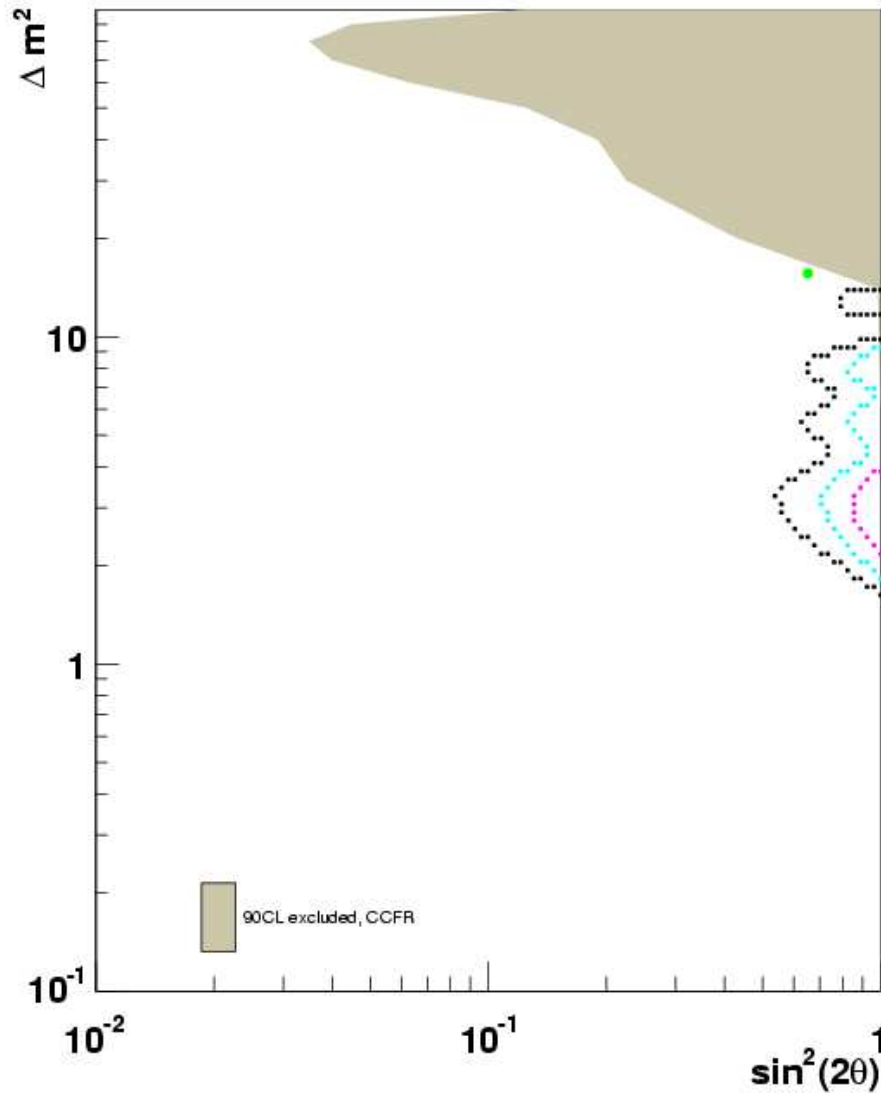 Δ m²
10
1
10⁻¹
90CL excluded, CCFR
10⁻² 10⁻¹ 1
sin²(2θ)